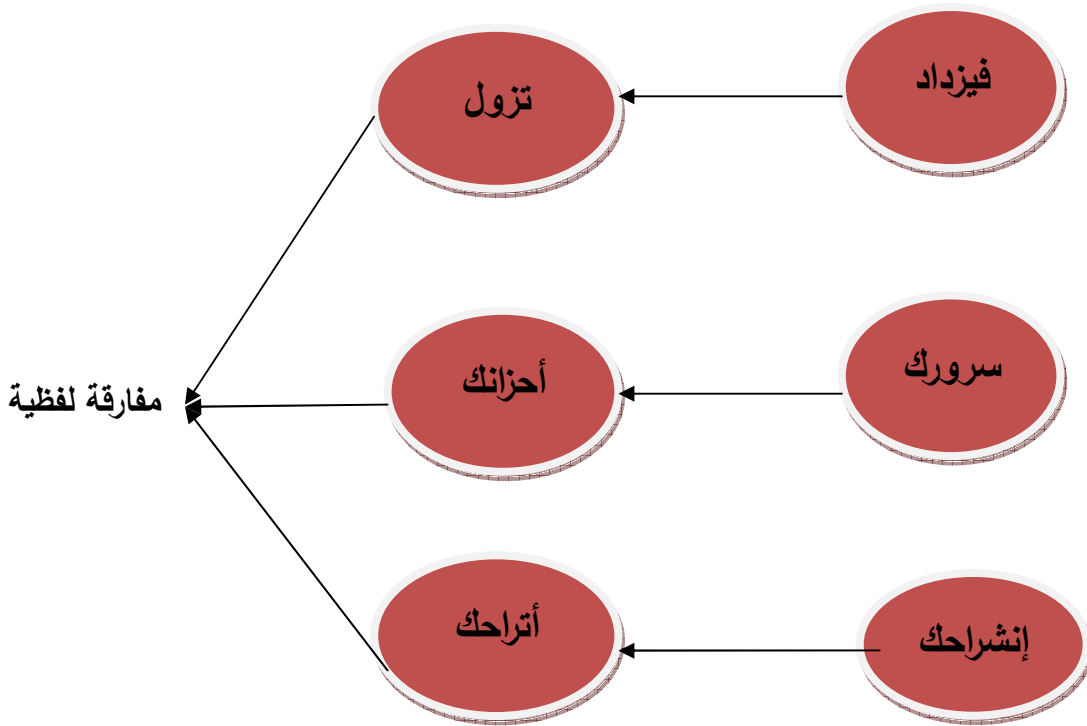 فيزداد
تزول
سرورك
أحزانك
مفارقة لفظية
إنشراحك
أتراحك